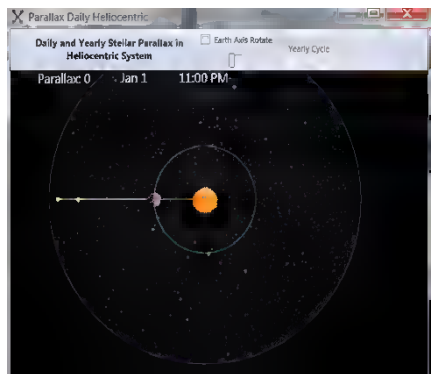 Parallax Daily Heliocentric
Daily and Yearly Stellar Parallax in
Heliocentric System
Earth Axis Rotate
Yearly Cycle
Parallax: 0 Jan 1 11:00 PM